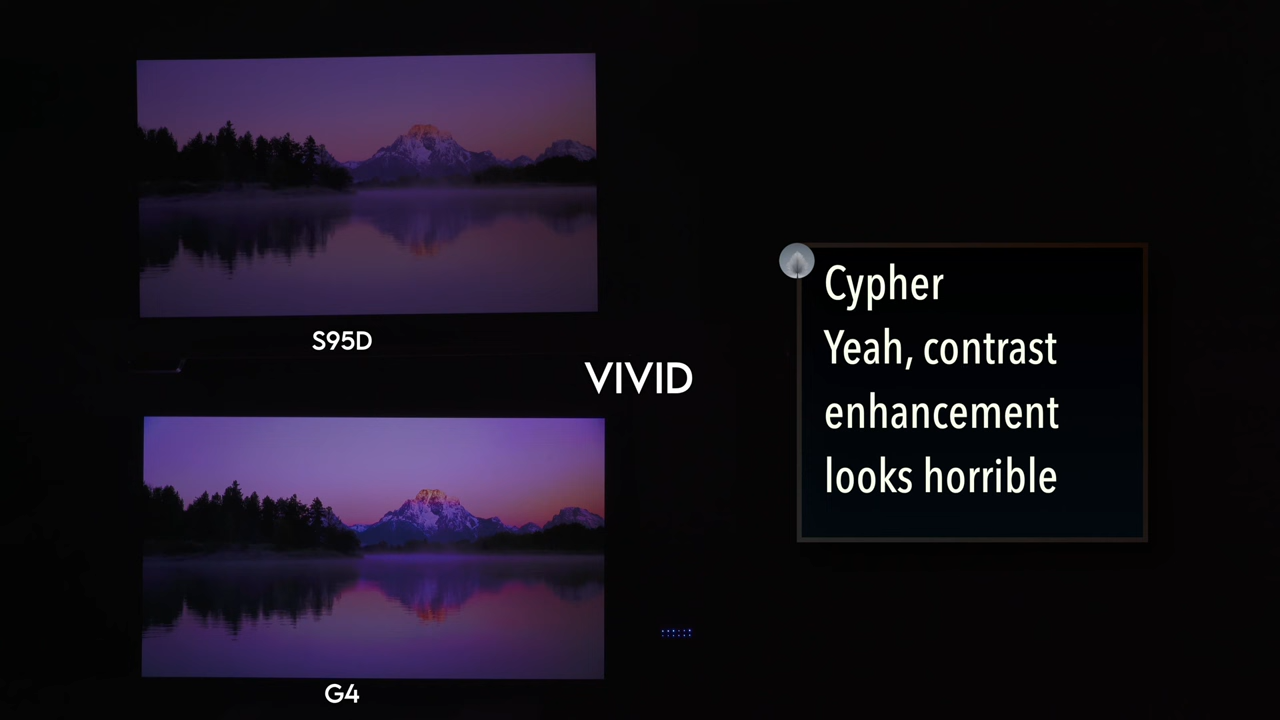 S95D
VIVID
G4
Cypher
Yeah, contrast
enhancement
looks horrible